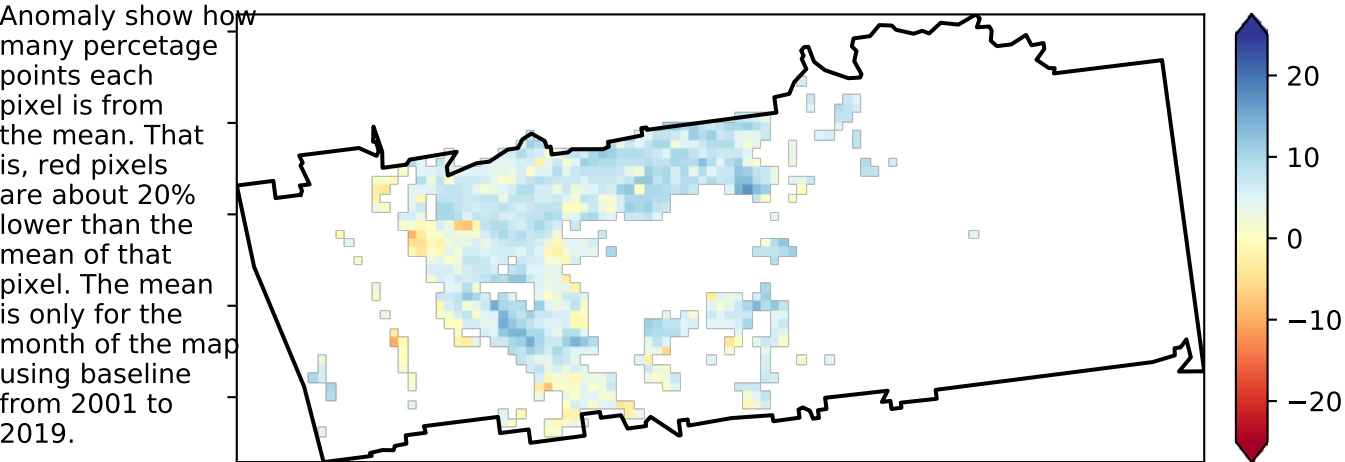 Anomaly show how
many percetage
points each
pixel is from
the mean. That
is, red pixels
are about 20%
lower than the
mean of that
pixel. The mean
is only for the
month of the map
using baseline
from 2001 to
2019.
20
10
0
−10
−20